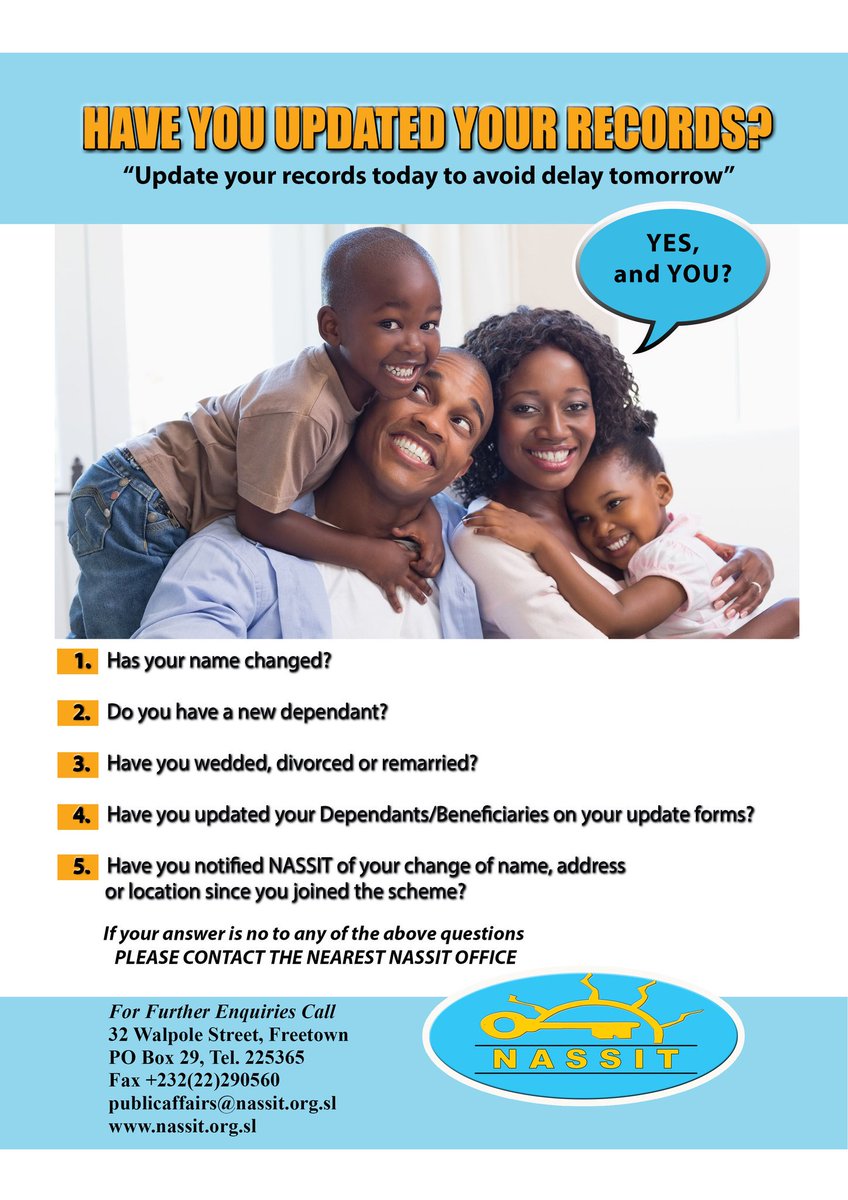 HAVE YOU UPDATED YOUR RECORDS?
“Update your records today to avoid delay tomorrow”
YES,
and YOU?
1. Has your name changed?
2. Do you have a new dependant?
3. Have you wedded, divorced or remarried?
4. Have you updated your Dependants/Beneficiaries on your update forms?
5. Have you notified NASSIT of your change of name, address
or location since you joined the scheme?
If your answer is no to any of the above questions
PLEASE CONTACT THE NEAREST NASSIT OFFICE
For Further Enquiries Call
32 Walpole Street, Freetown
PO Box 29, Tel. 225365
Fax +232(22)290560
publicaffairs@nassit.org.sl
www.nassit.org.sl
NASSIT